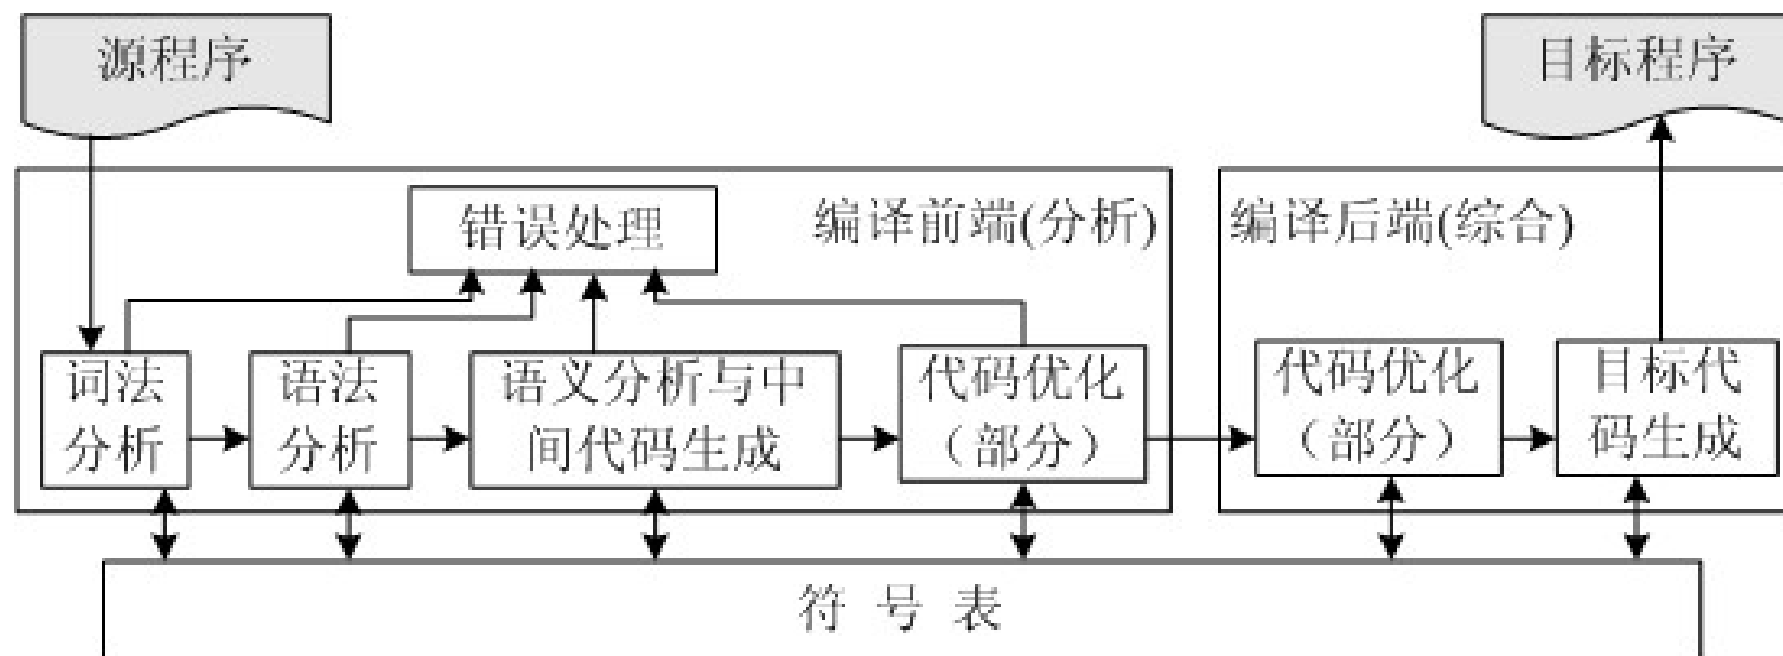 源程序
目标程序
错误处理
编译前端(分析)
编译后端(综合)
词法
分析
语法
分析
语义分析与中
间代码生成
代码优化
（部分）
代码优化
（部分）
目标代
码生成
符 号 表